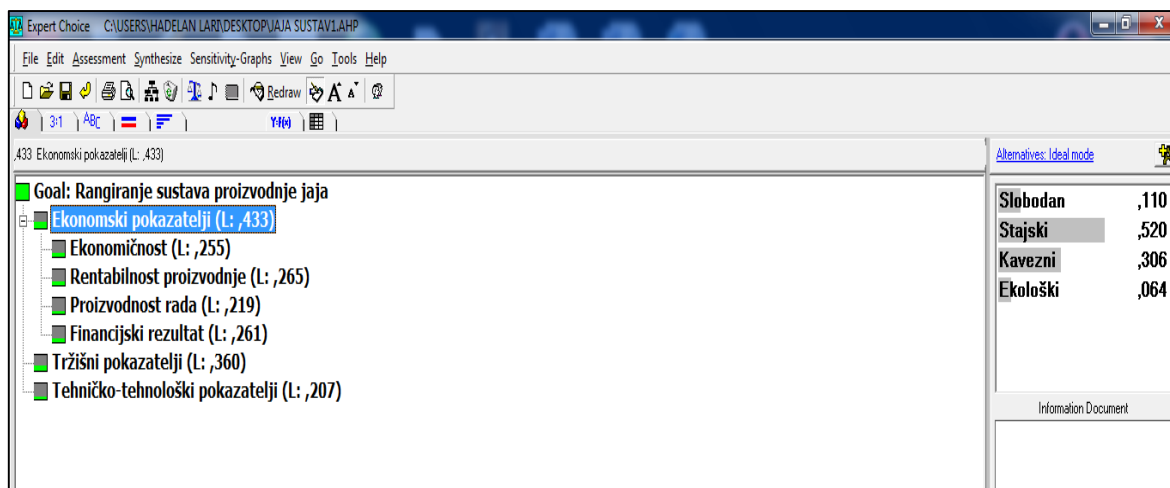 Expert Choice C:\USERS\HADELAN LARI\DESKTOP\JAJA SUSTAV1.AHP
File Edit Assessment Synthesize Sensitivity-Graphs View Go Tools Help
Redraw A A
3:1 ABC Y:F(x)
,433 Ekonomski pokazatelji (L: ,433)
Alternatives: Ideal mode
Goal: Rangiranje sustava proizvodnje jaja
Ekonomski pokazatelji (L: ,433)
Ekonomičnost (L: ,255)
Rentabilnost proizvodnje (L: ,265)
Proizvodnost rada (L: ,219)
Financijski rezultat (L: ,261)
Tržišni pokazatelji (L: ,360)
Tehničko-tehnološki pokazatelji (L: ,207)
Slobodan ,110
Stajski ,520
Kavezni ,306
Ekološki ,064
Information Document